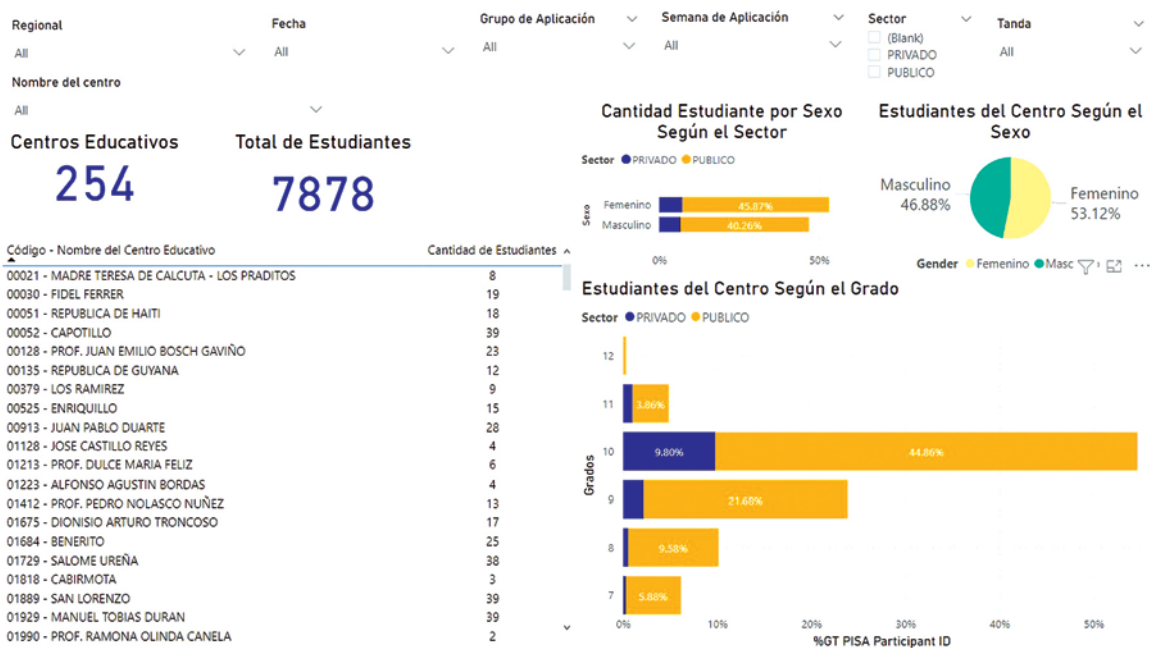 Regional
All
Fecha
All
Grupo de Aplicación
All
Semana de Aplicación
All
Sector
(Blank)
PRIVADO
PUBLICO
Tanda
All
Nombre del centro
All
Centros Educativos
254
Total de Estudiantes
7878
Código - Nombre del Centro Educativo Cantidad de Estudiantes
00021 - MADRE TERESA DE CALCUTA - LOS PRADITOS 8
00030 - FIDEL FERRER 19
00051 - REPUBLICA DE HAITI 18
00052 - CAPOTILLO 39
00128 - PROF. JUAN EMILIO BOSCH GAVIÑO 23
00135 - REPUBLICA DE GUYANA 12
00379 - LOS RAMIREZ 9
00525 - ENRIQUILLO 15
00913 - JUAN PABLO DUARTE 28
01128 - JOSE CASTILLO REYES 4
01213 - PROF. DULCE MARIA FELIZ 6
01223 - ALFONSO AGUSTIN BORDAS 4
01412 - PROF. PEDRO NOLASCO NUÑEZ 13
01675 - DIONISIO ARTURO TRONCOSO 17
01684 - BENERITO 25
01729 - SALOME UREÑA 38
01818 - CABIRMOTA 3
01889 - SAN LORENZO 39
01929 - MANUEL TOBIAS DURAN 39
01990 - PROF. RAMONA OLINDA CANELA 2
Cantidad Estudiante por Sexo
Según el Sector
Sector PRIVADO PUBLICO
Sexo
Femenino 45.87%
Masculino 40.26%
0% 50%
Estudiantes del Centro Según el
Sexo
Masculino
46.88%
Femenino
53.12%
Gender Femenino Masc
Estudiantes del Centro Según el Grado
Sector PRIVADO PUBLICO
Grados
12
11 3.86%
10 9.80% 44.86%
9 21.68%
8 9.58%
7 5.88%
0% 10% 20% 30% 40% 50%
%GT PISA Participant ID